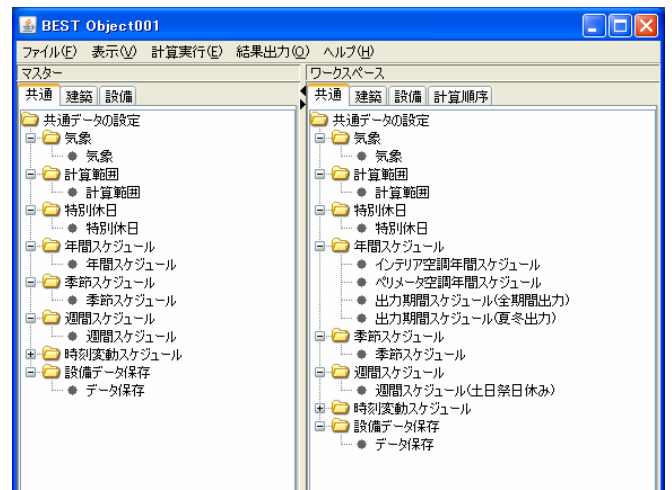 BEST Object001
ファイル(F) 表示(V) 計算実行(E) 結果出力(O) ヘルプ(H)
マスター
共通 建築 設備
共通データの設定
気象
気象
計算範囲
計算範囲
特別休日
特別休日
年間スケジュール
年間スケジュール
季節スケジュール
季節スケジュール
週間スケジュール
週間スケジュール
時刻変動スケジュール
設備データ保存
データ保存
ワークスペース
共通 建築 設備 計算順序
共通データの設定
気象
気象
計算範囲
計算範囲
特別休日
特別休日
年間スケジュール
インテリア空調年間スケジュール
ペリメータ空調年間スケジュール
出力期間スケジュール(全期間出力)
出力期間スケジュール(夏冬出力)
季節スケジュール
季節スケジュール
週間スケジュール
週間スケジュール(土日祭日休み)
時刻変動スケジュール
設備データ保存
データ保存